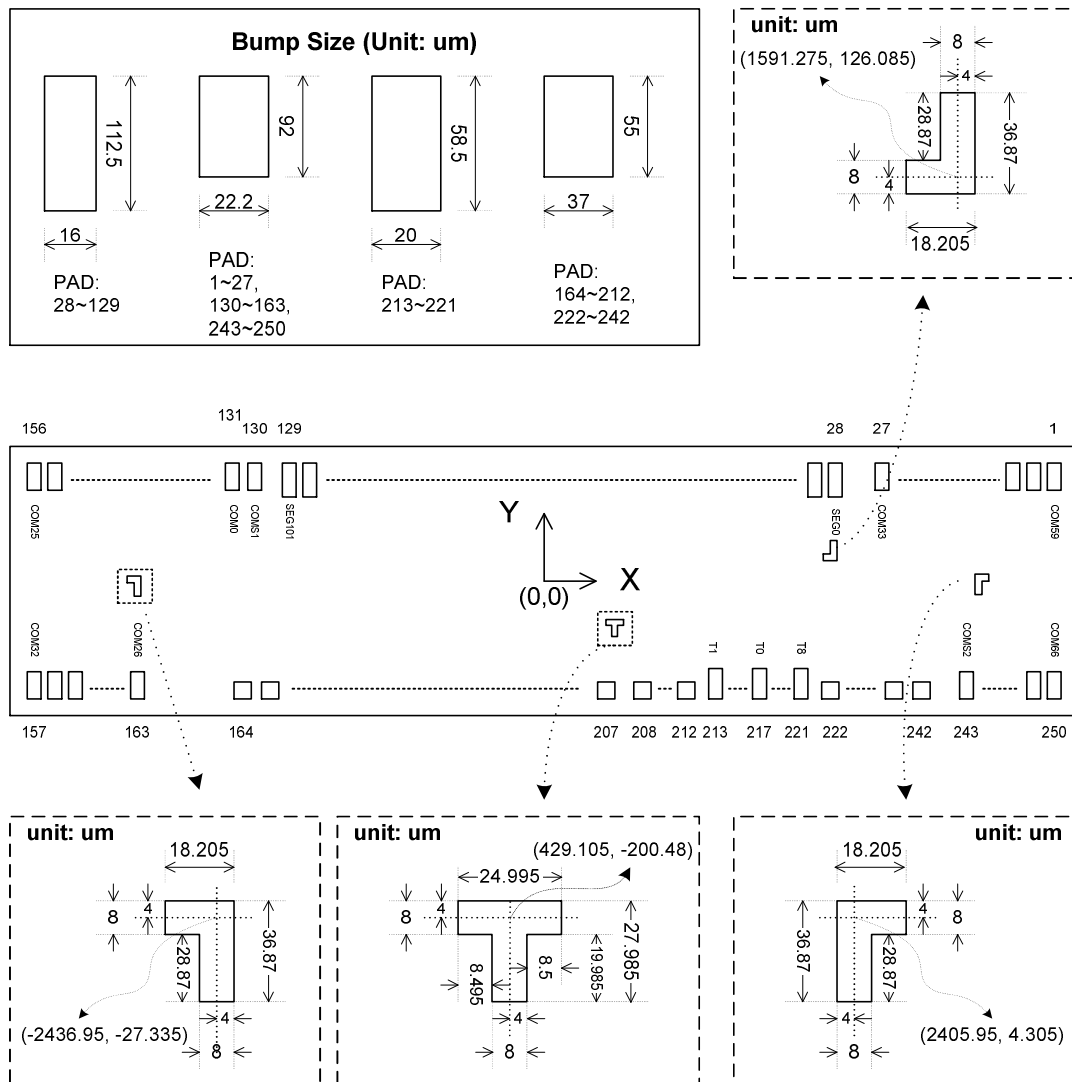 Bump Size (Unit: um)
112.5
16
PAD:
28~129
92
22.2
PAD:
1~27,
130~163,
243~250
58.5
20
PAD:
213~221
55
37
PAD:
164~212,
222~242
unit: um
(1591.275, 126.085)
8
4
28.87
36.87
8
4
18.205
156
131
130
129
28
27
1
COM25
COM0
COMS1
SEG101
SEG0
COM33
COM59
Y
X
(0,0)
COM32
COM26
T1
T0
T8
COMS2
COM66
157
163
164
207
208
212
213
217
221
222
242
243
250
unit: um
18.205
8
4
36.87
28.87
(-2436.95, -27.335)
4
8
unit: um
(429.105, -200.48)
24.995
8
4
27.985
19.985
8.495
8.5
4
8
unit: um
18.205
4
8
36.87
28.87
4
(2405.95, 4.305)
8